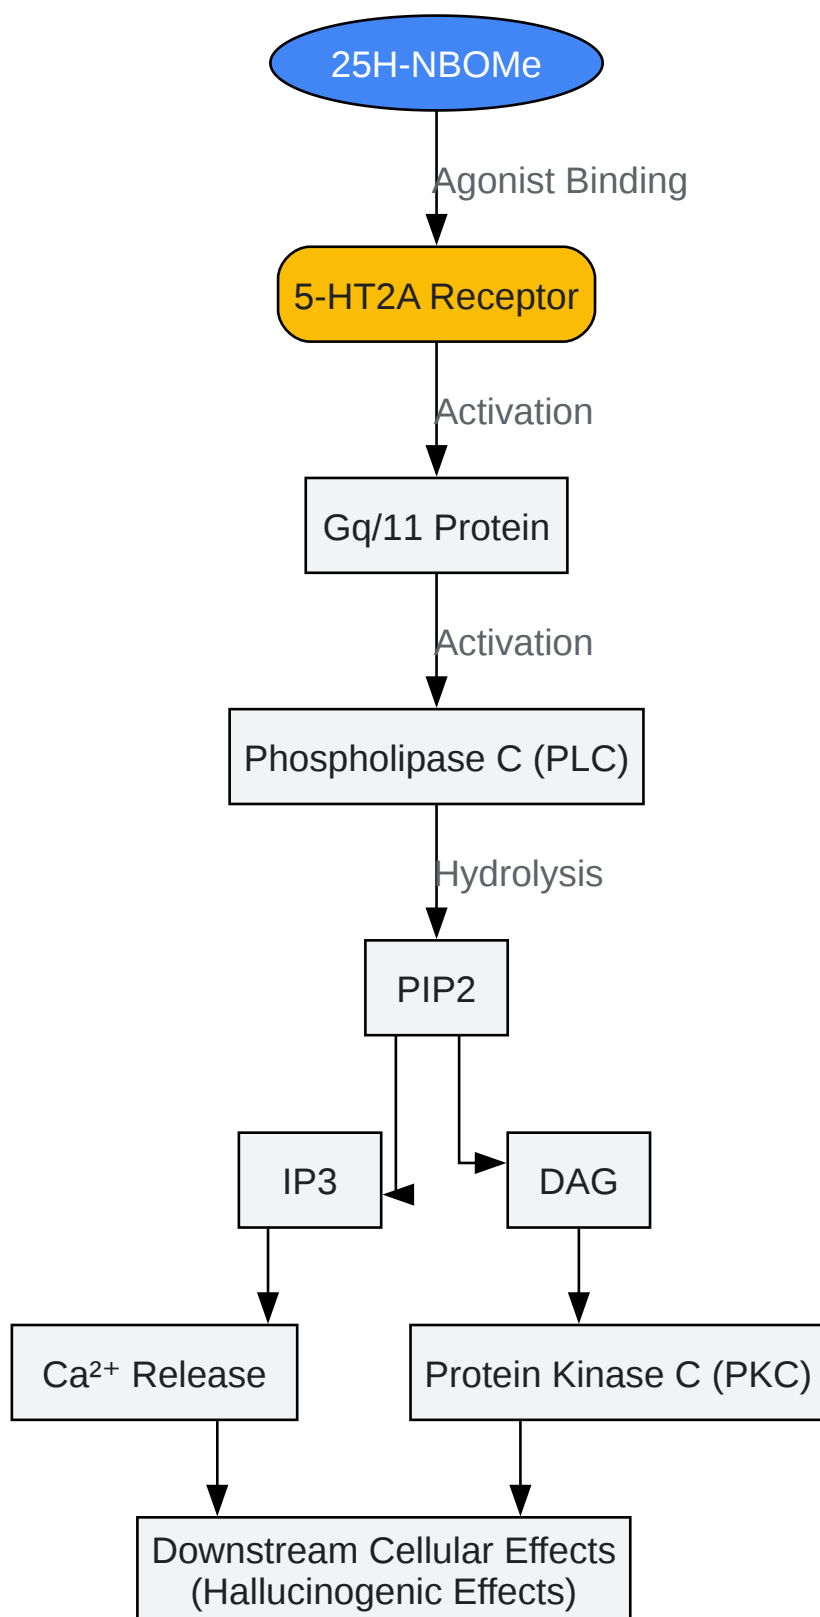 25H-NBOMe
Agonist Binding
5-HT2A Receptor
Activation
Gq/11 Protein
Activation
Phospholipase C (PLC)
Hydrolysis
PIP2
IP3
DAG
Ca²⁺ Release
Protein Kinase C (PKC)
Downstream Cellular Effects
(Hallucinogenic Effects)